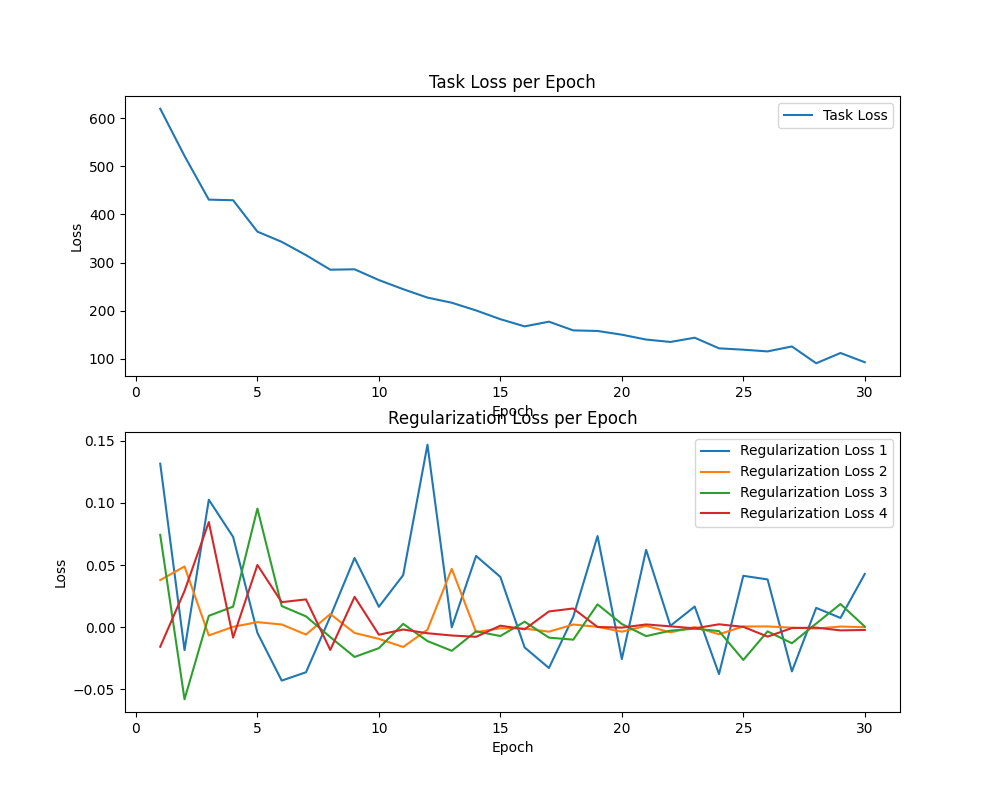 Task Loss per Epoch
Loss
600
500
400
300
200
100
Task Loss
0 5 10 15 20 25 30
Epoch
Regularization Loss per Epoch
Loss
0.15
0.10
0.05
0.00
−0.05
Regularization Loss 1
Regularization Loss 2
Regularization Loss 3
Regularization Loss 4
0 5 10 15 20 25 30
Epoch